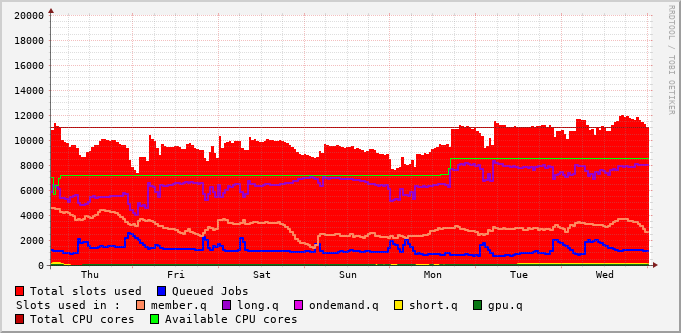 20000
18000
16000
14000
12000
10000
8000
6000
4000
2000
0
Thu Fri Sat Sun Mon Tue Wed
RRDTOOL / TOBI OETIKER
Total slots used Queued Jobs
Slots used in : member.q long.q ondemand.q short.q gpu.q
Total CPU cores Available CPU cores